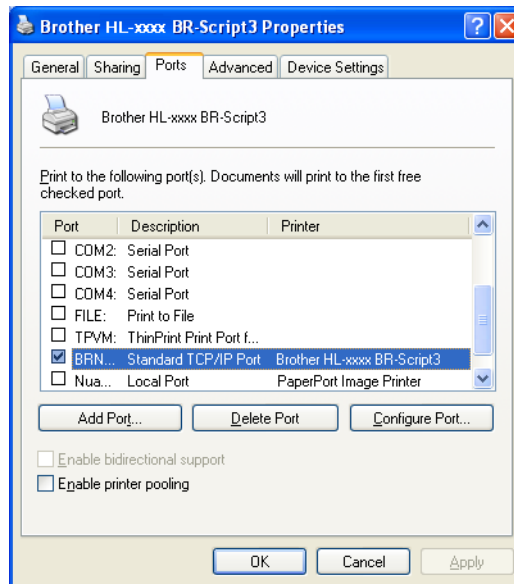 Brother HL-xxxx BR-Script3 Properties
General Sharing Ports Advanced Device Settings
Brother HL-xxxx BR-Script3
Print to the following port(s). Documents will print to the first free
checked port.
Port Description Printer
COM2: Serial Port
COM3: Serial Port
COM4: Serial Port
FILE: Print to File
TPVM: ThinPrint Print Port f...
BRN... Standard TCP/IP Port Brother HL-xxxx BR-Script3
Nua... Local Port PaperPort Image Printer
Add Port... Delete Port Configure Port...
Enable bidirectional support
Enable printer pooling
OK Cancel Apply